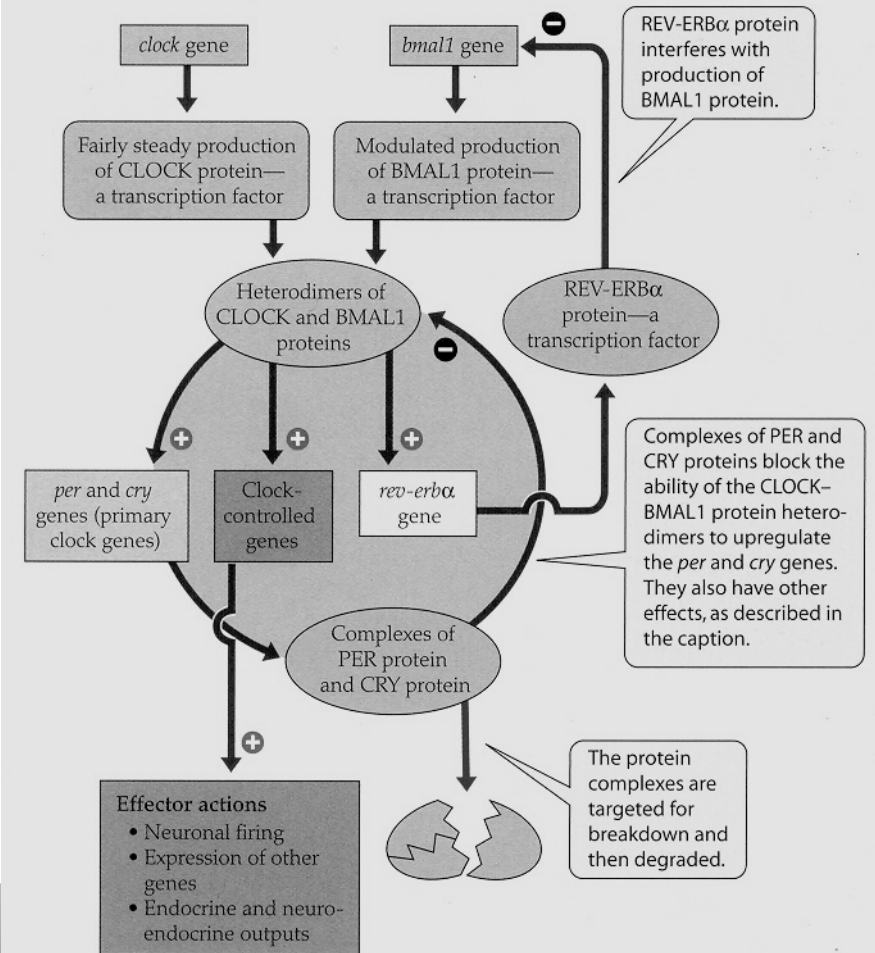 clock gene
bmal1 gene
−
REV-ERBα protein
interferes with
production of
BMAL1 protein.
Fairly steady production
of CLOCK protein—
a transcription factor
Modulated production
of BMAL1 protein—
a transcription factor
Heterodimers of
CLOCK and BMAL1
proteins
REV-ERBα
protein—a
transcription factor
−
+
+
+
per and cry
genes (primary
clock genes)
Clock-
controlled
genes
rev-erbα
gene
Complexes of PER and
CRY proteins block the
ability of the CLOCK–
BMAL1 protein hetero-
dimers to upregulate
the per and cry genes.
They also have other
effects, as described in
the caption.
Complexes of
PER protein
and CRY protein
+
The protein
complexes are
targeted for
breakdown and
then degraded.
Effector actions
• Neuronal firing
• Expression of other
genes
• Endocrine and neuro-
endocrine outputs